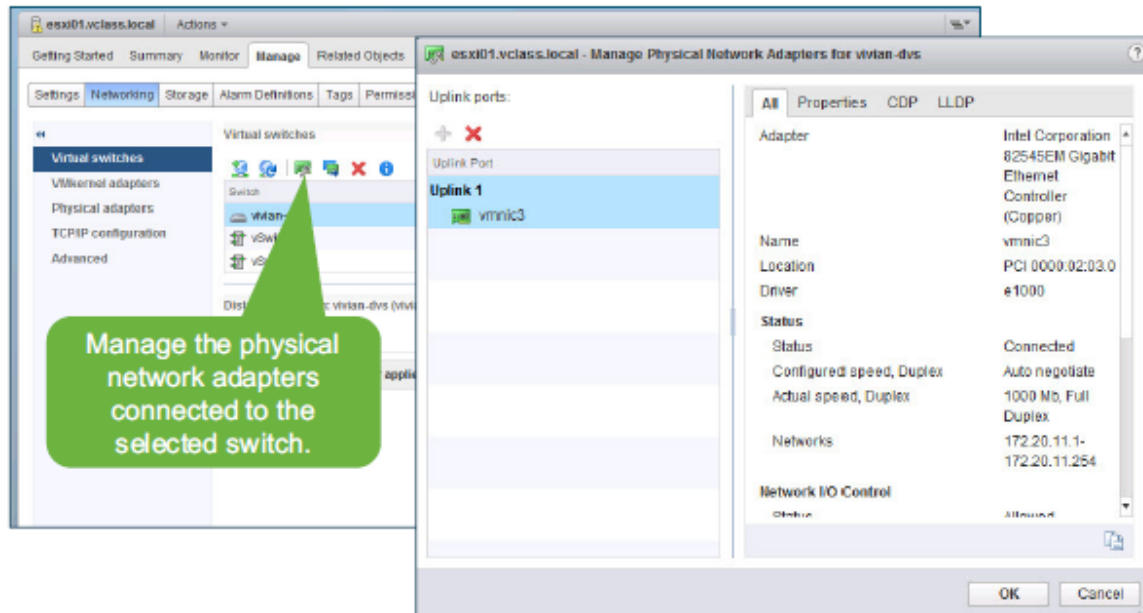 esxi01.vclass.local Actions
Getting Started Summary Monitor Manage Related Objects
Settings Networking Storage Alarm Definitions Tags
Virtual switches
VMkernel adapters
Physical adapters
TCP/IP configuration
Advanced
Virtual switches
Switch
Manage the physical
network adapters
connected to the
selected switch.
esxi01.vclass.local - Manage Physical Network Adapters for vivian-dvs
Uplink ports:
Uplink Port
Uplink 1
vmnic3
All Properties CDP LLDP
Adapter Intel Corporation
82545EM Gigabit
Ethernet
Controller
(Copper)
Name vmnic3
Location PCI 0000:02:03.0
Driver e1000
Status
Status Connected
Configured speed, Duplex Auto negotiate
Actual speed, Duplex 1000 Mb, Full
Duplex
Networks 172.20.11.1-
172.20.11.254
Network I/O Control
Status Allowed
OK Cancel